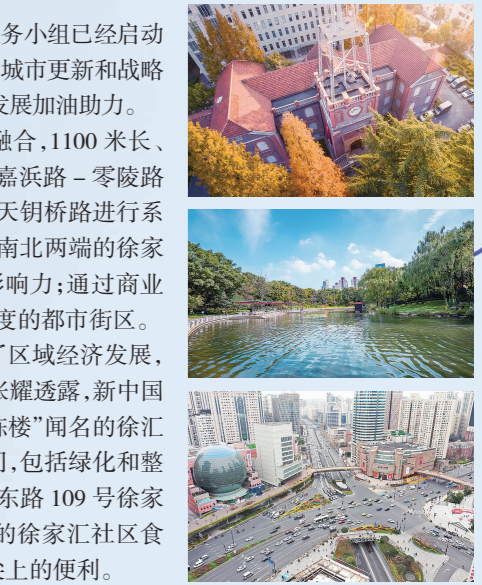 务小组已经启动
城市更新和战略
发展加油助力。
融合,1100 米长、
嘉浜路－零陵路
天钥桥路进行系
南北两端的徐家
影响力;通过商业
度的都市街区。
了区域经济发展,
张耀透露,新中国
栋楼”闻名的徐汇
包括绿化和整
东路 109 号徐家
的徐家汇社区食
尖上的便利。